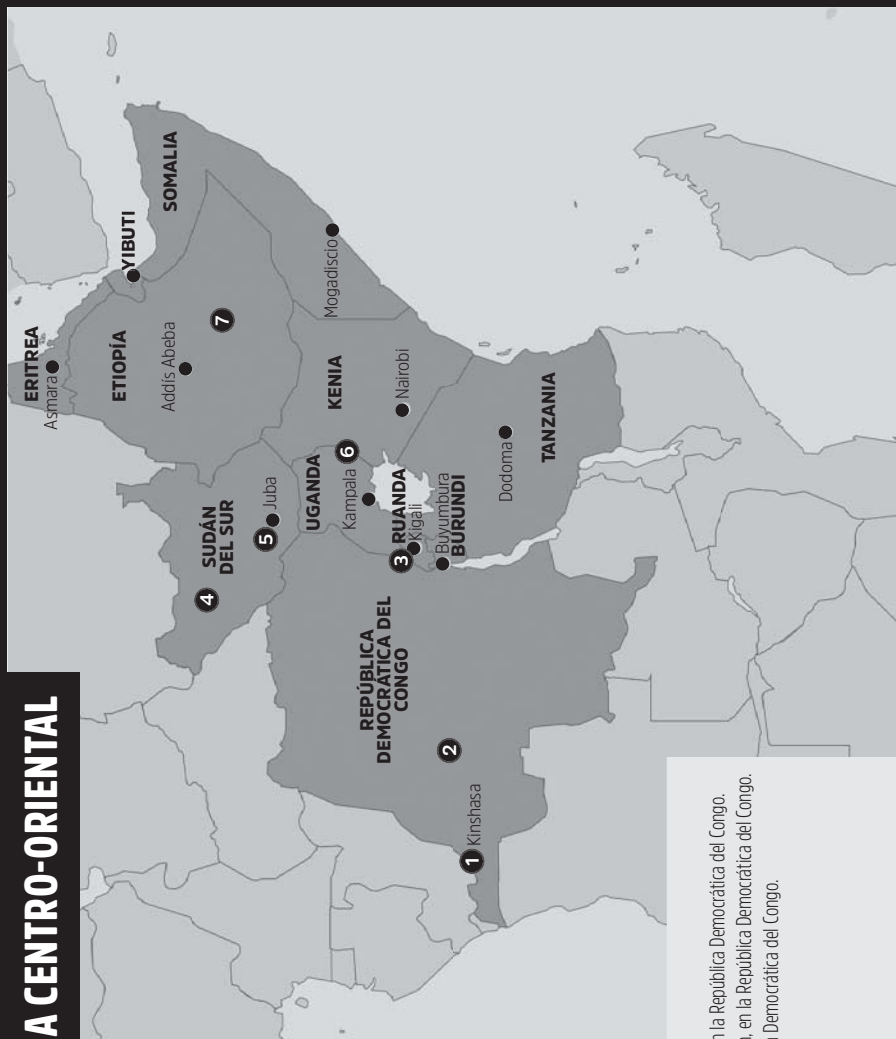 A CENTRO-ORIENTAL
ERITREA
Asmara
YIBUTI
SOMALIA
ETIOPÍA
Addis Abeba
7
Mogadiscio
SUDÁN
DEL SUR
4
5
Juba
UGANDA
Kampala
6
KENIA
Nairobi
RUANDA
3
Kigali
Buyumbura
BURUNDI
Dodoma
TANZANIA
REPÚBLICA
DEMOCRÁTICA DEL
CONGO
2
1
Kinshasa
la República Democrática del Congo.
, en la República Democrática del Congo.
Democrática del Congo.